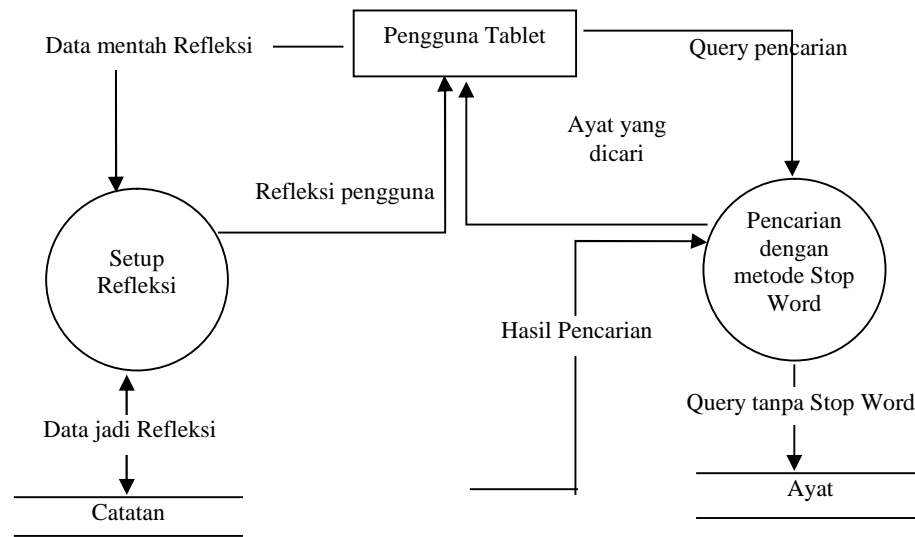 Pengguna Tablet
Data mentah Refleksi
Query pencarian
Ayat yang
dicari
Refleksi pengguna
Setup
Refleksi
Pencarian
dengan
metode Stop
Word
Hasil Pencarian
Data jadi Refleksi
Query tanpa Stop Word
Catatan
Ayat